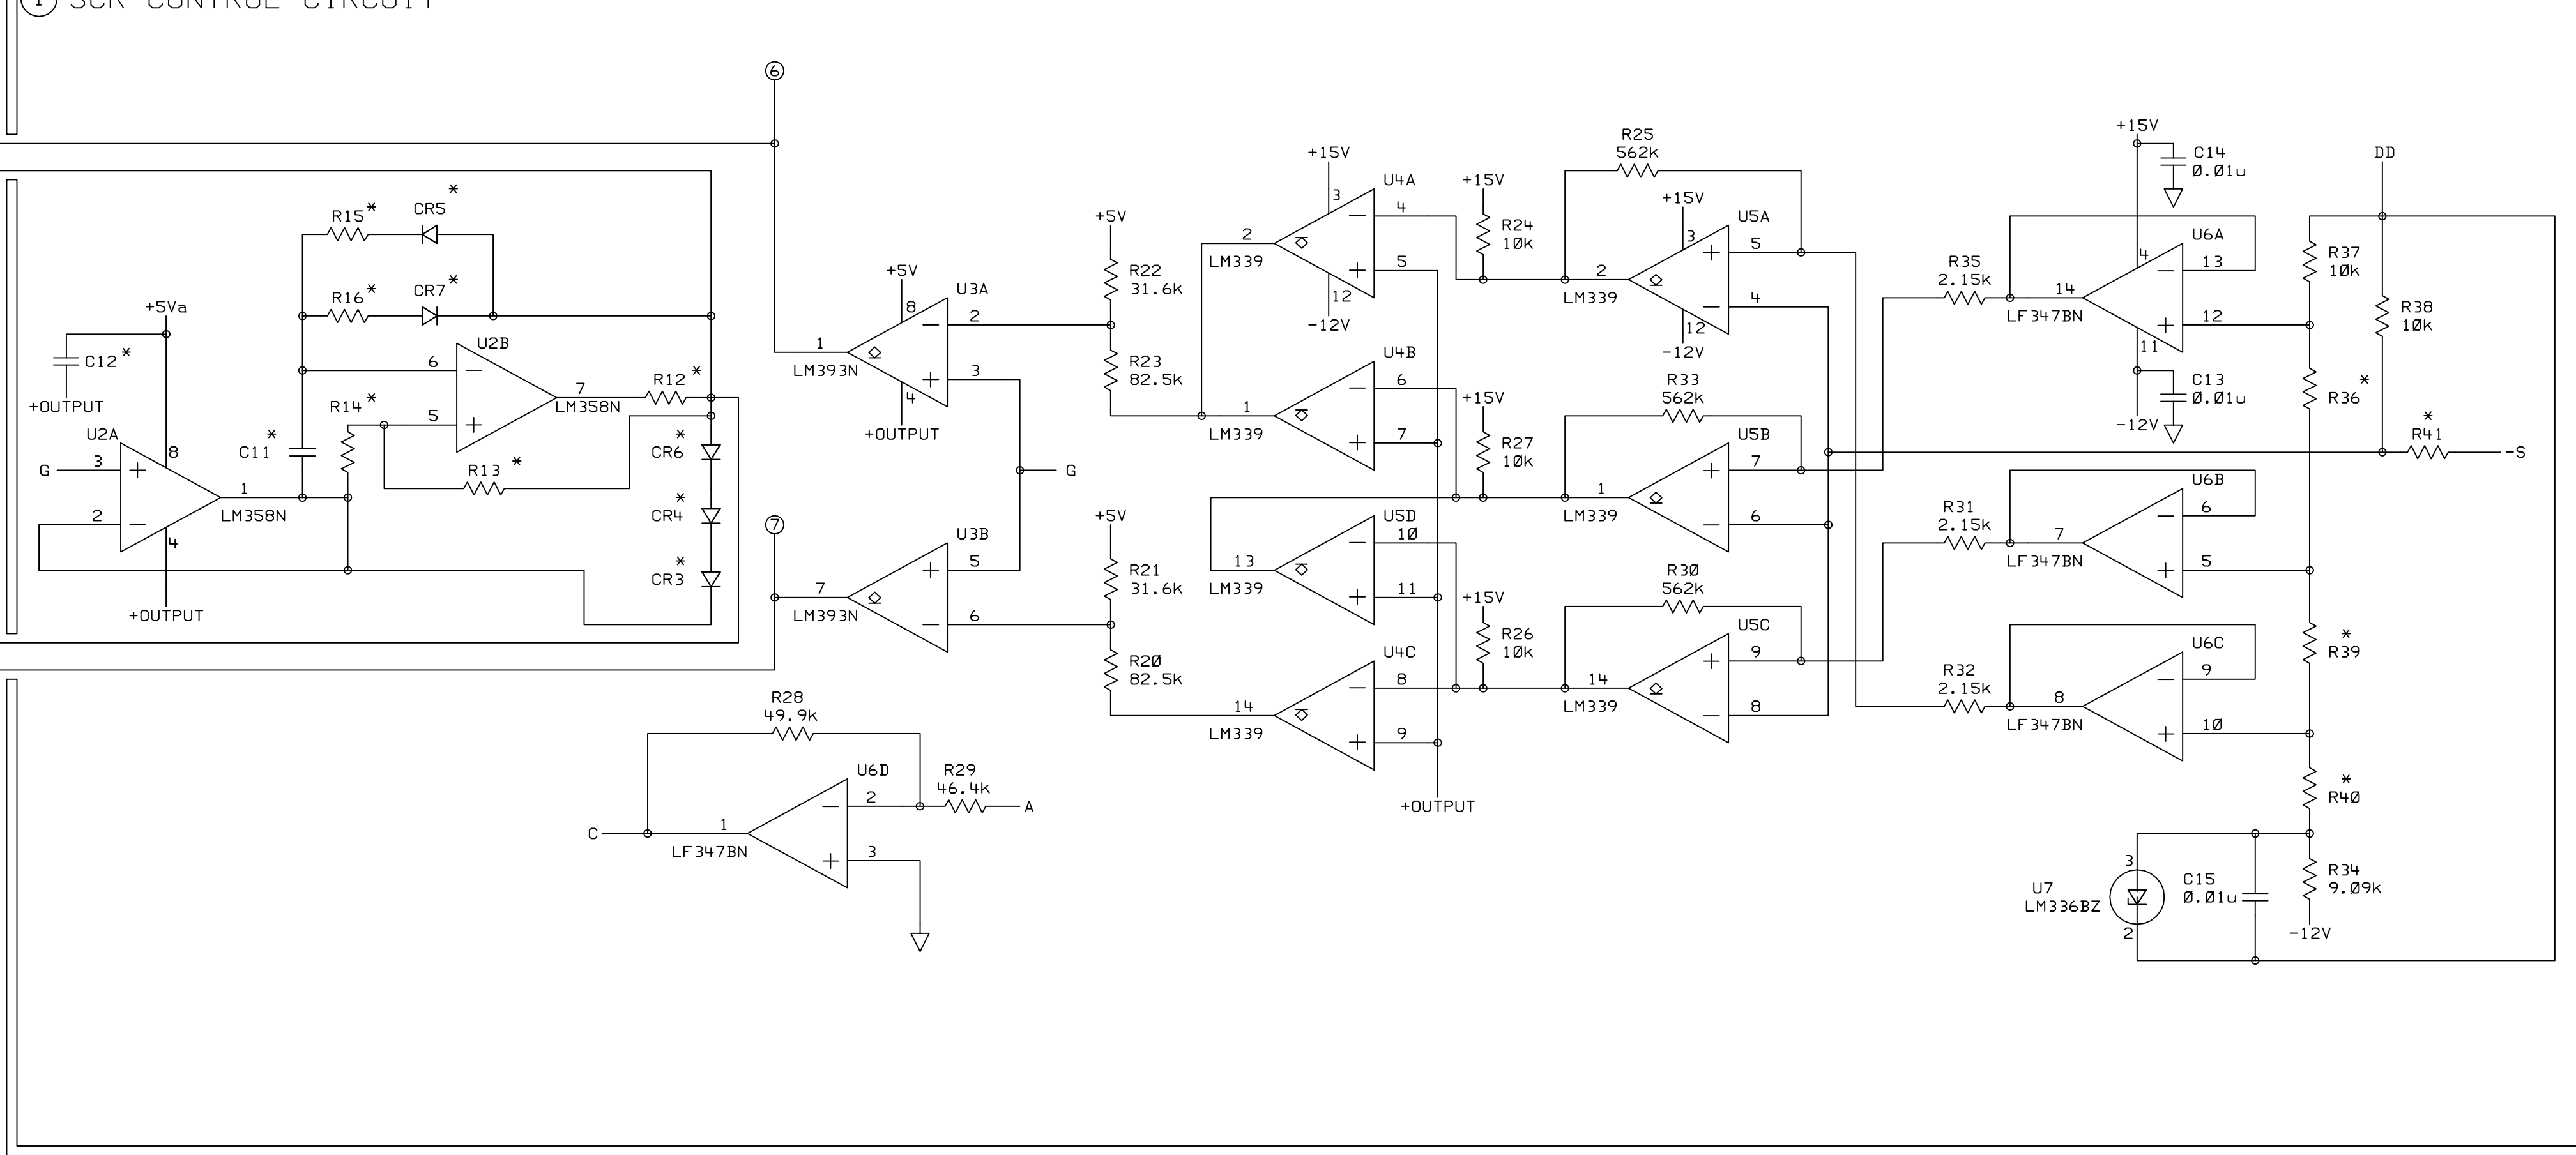 1 SCR CONTROL CIRCUIT
6
+15V
C14
0.01u
DD
R25
562k
+15V
U4A
3
4
2
LM339
5
12
-12V
+15V
R24
10k
+15V
U5A
3
5
2
LM339
4
12
-12V
R15*
CR5*
R16*
CR7*
+5Va
C12*
+OUTPUT
U2A
8
G
3
2
1
LM358N
4
+OUTPUT
C11
*
R14*
U2B
6
5
7
LM358N
R12*
R13*
*
CR6
*
CR4
*
CR3
+5V
R22
31.6k
R23
82.5k
+5V
U3A
8
2
1
LM393N
3
4
+OUTPUT
G
7
U3B
5
7
LM393N
6
+5V
R21
31.6k
R20
82.5k
U4B
6
1
LM339
7
U5D
10
13
LM339
11
U4C
8
14
LM339
9
+OUTPUT
+15V
R27
10k
R33
562k
U5B
7
1
LM339
6
+15V
R26
10k
R30
562k
U5C
9
14
LM339
8
R35
2.15k
U6A
4
13
14
LF347BN
12
11
C13
0.01u
-12V
R37
10k
R36*
R38
10k
*
R41
-S
R31
2.15k
U6B
6
7
LF347BN
5
R32
2.15k
U6C
9
8
LF347BN
10
*
R39
*
R40
R28
49.9k
U6D
2
R29
46.4k
A
C
1
LF347BN
3
3
U7
LM336BZ
2
C15
0.01u
R34
9.09k
-12V